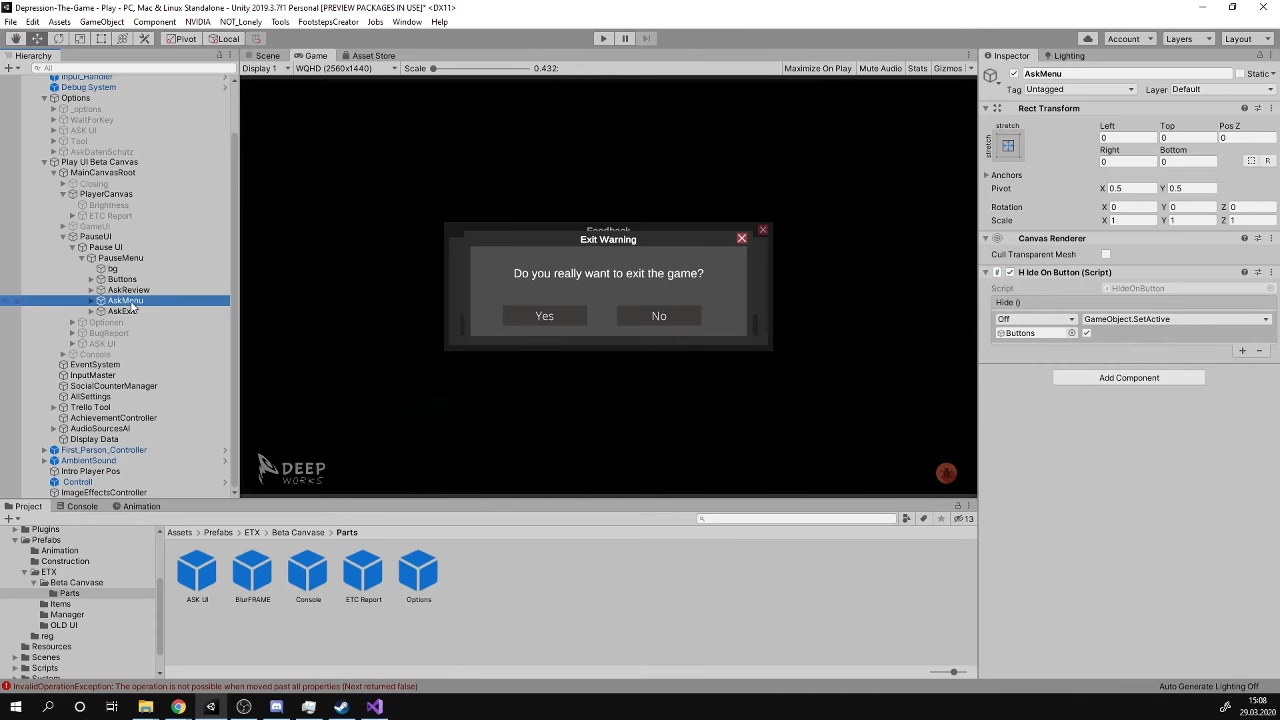 Depression-The-Game - Play - PC, Mac & Linux Standalone - Unity 2019.3.7f1 Personal [PREVIEW PACKAGES IN USE]* <DX11>
File Edit Assets GameObject Component NVIDIA NOT_Lonely FootstepsCreator Jobs Window Help
Pivot Local Account Layers Layout
Hierarchy Scene Game Asset Store Inspector Lighting
All Display 1 WQHD (2560x1440) Scale 0.432: Maximize On Play Mute Audio Stats Gizmos
Input_Handler
Debug System
Options
_options
WaitForKey
ASK UI
Tool
AskDatenSchutz
Play UI Beta Canvas
MainCanvasRoot
Closing
PlayerCanvas
Brightness
ETC Report
GameUI
PauseUI
Pause UI
PauseMenu
bg
Buttons
AskReview
AskMenu
Optionen
BugReport
ASK UI
Console
EventSystem
InputMaster
SocialCounterManager
AllSettings
Trello Tool
AchievementController
AudioSourcesAI
Display Data
First_Person_Controller
AmbientSound
Intro Player Pos
Controll
ImageEffectsController
Feedback
Exit Warning
Do you really want to exit the game?
Yes No
DEEP
WORKS
AskMenu Static
Tag Untagged Layer Default
Rect Transform
stretch Left Top Pos Z
stretch 0 0 0
Right Bottom
0 0 R
Anchors
Pivot X 0.5 Y 0.5
Rotation X 0 Y 0 Z 0
Scale X 1 Y 1 Z 1
Canvas Renderer
Cull Transparent Mesh
H Ide On Button (Script)
Script HIdeOnButton
Hide ()
Off GameObject.SetActive
Buttons
Add Component
Project Console Animation
13
Plugins
Prefabs
Animation
Construction
ETX
Beta Canvase
Parts
Items
Manager
OLD UI
reg
Resources
Scenes
Scripts
Assets Prefabs ETX Beta Canvase Parts
ASK UI BlurFRAME Console ETC Report Options
InvalidOperationException: The operation is not possible when moved past all properties (Next returned false)
Auto Generate Lighting Off
15:08
29.03.2020